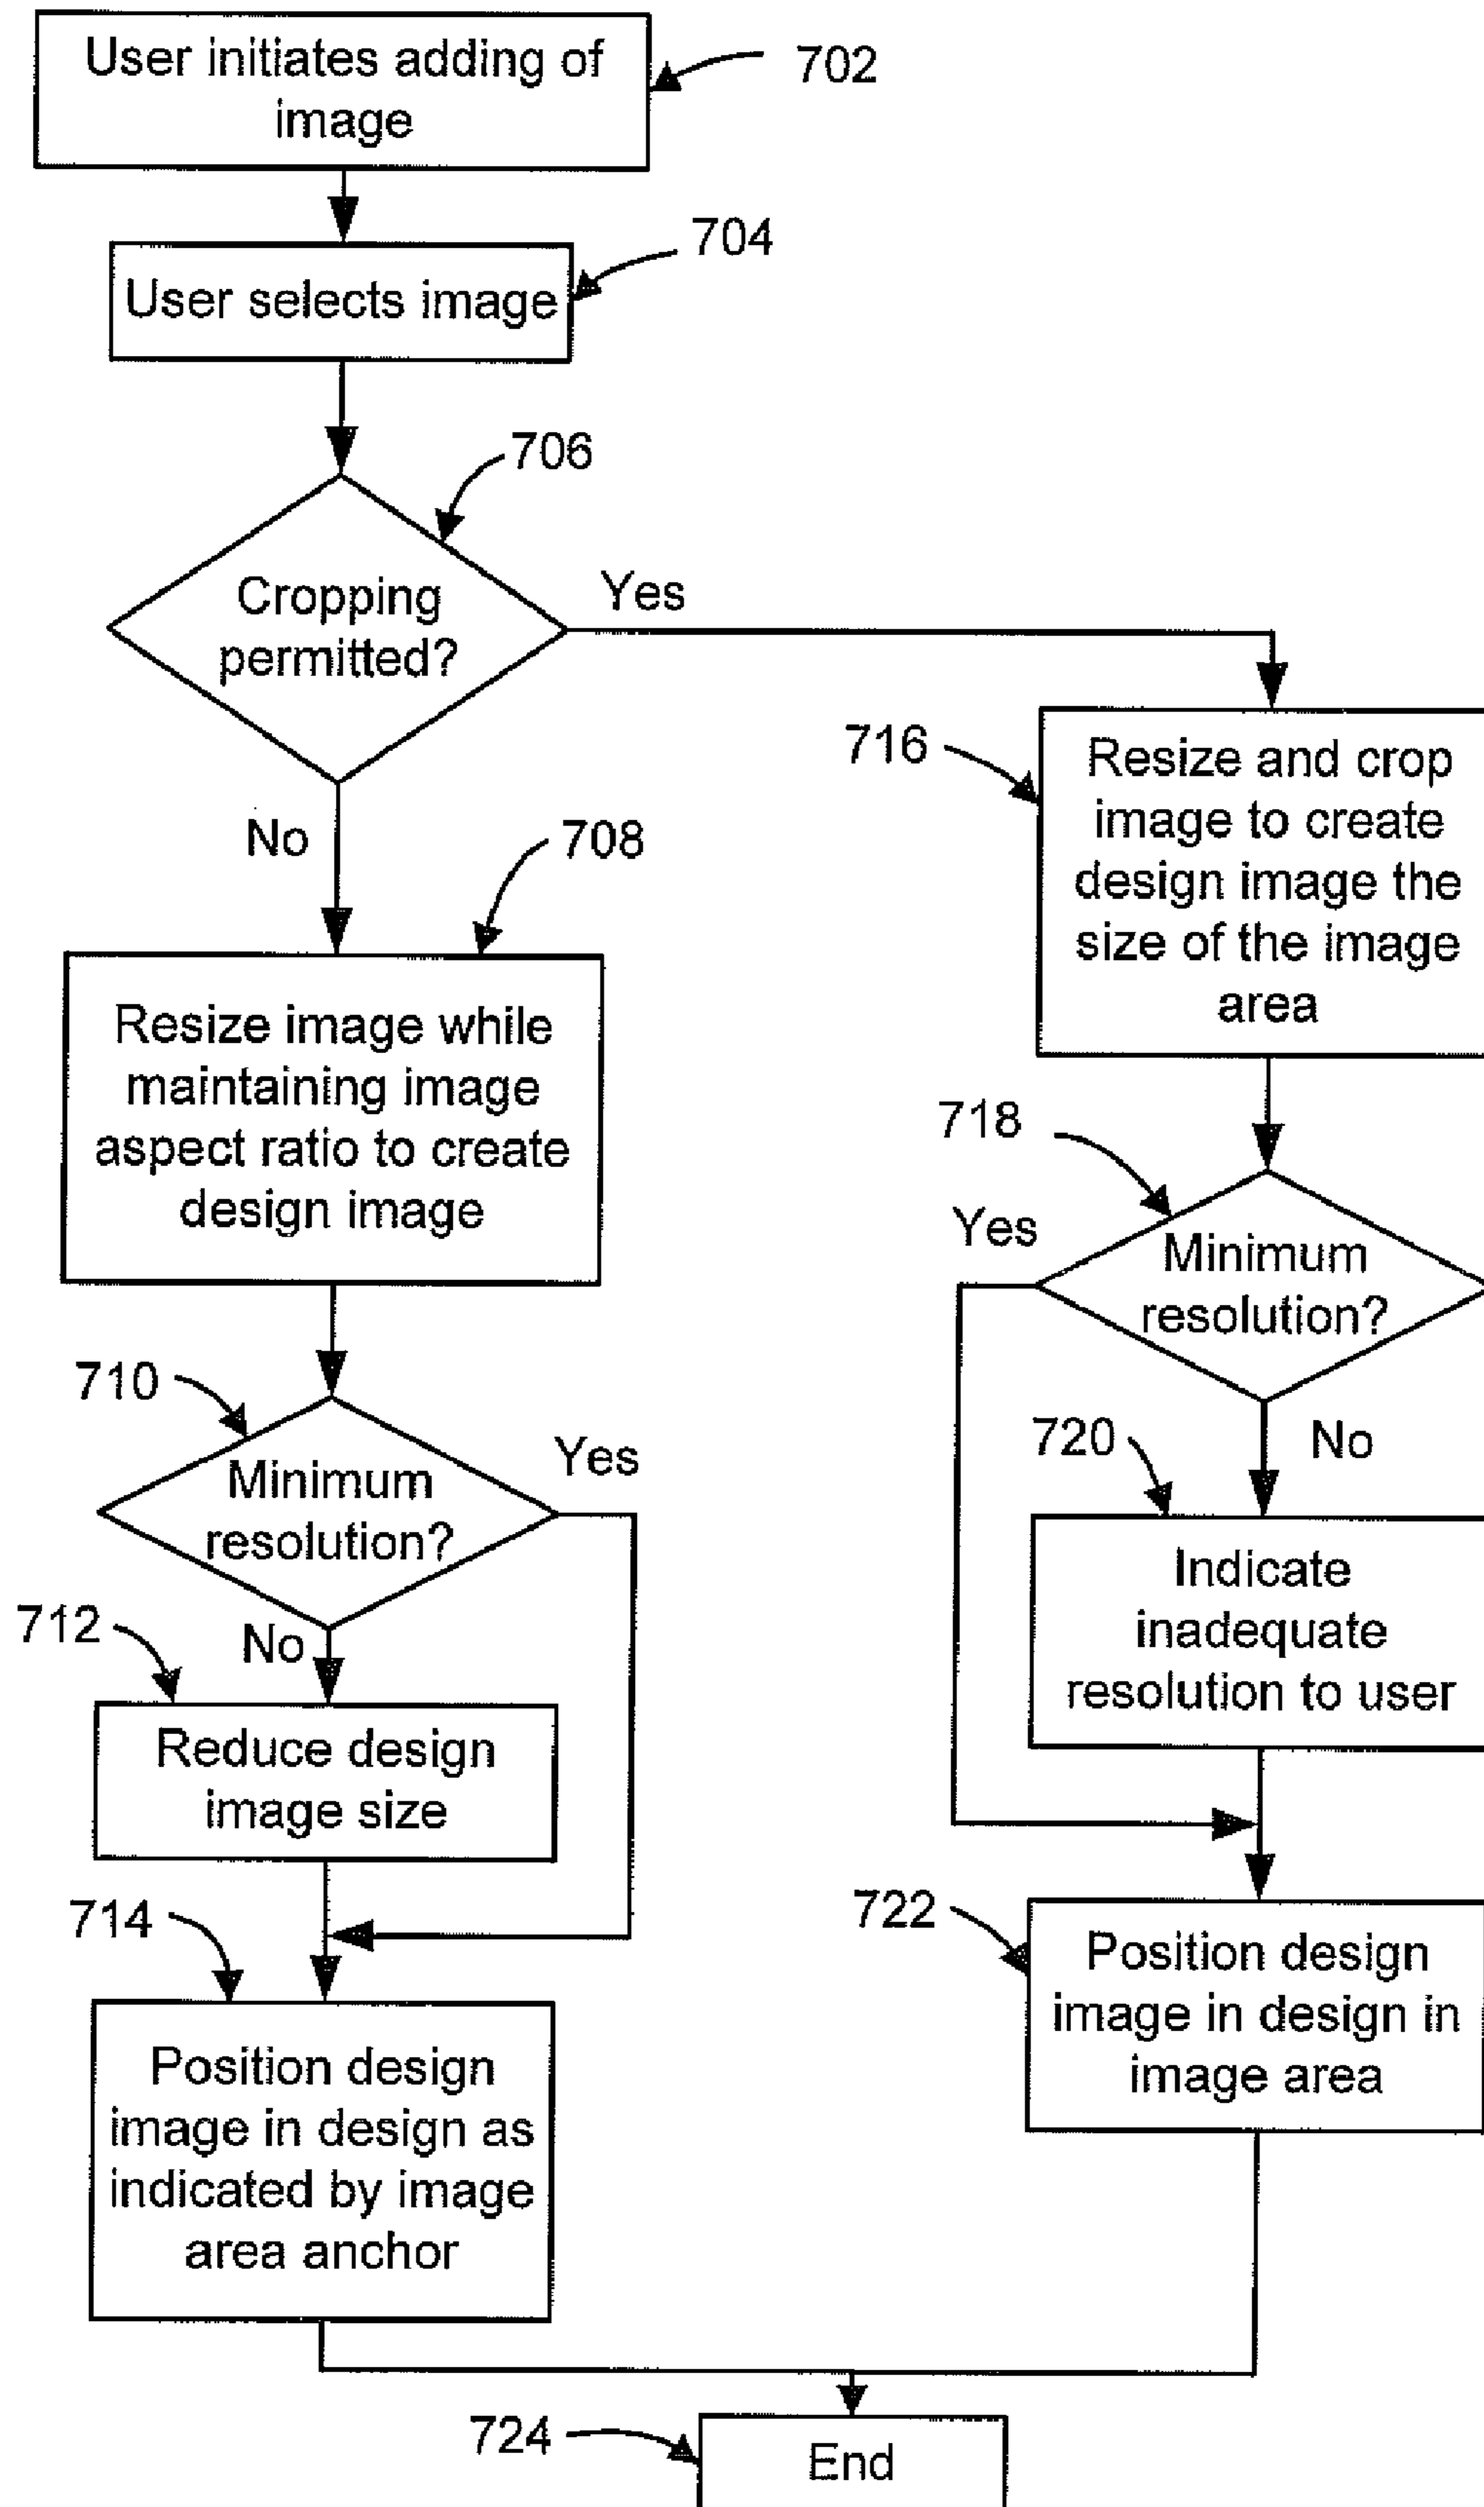 User initiates adding of
image
702
704
User selects image
706
Cropping
permitted?
Yes
No
708
Resize image while
maintaining image
aspect ratio to create
design image
710
Minimum
resolution?
Yes
712
No
Reduce design
image size
714
Position design
image in design as
indicated by image
area anchor
716
Resize and crop
image to create
design image the
size of the image
area
718
Yes
Minimum
resolution?
720
No
Indicate
inadequate
resolution to user
722
Position design
image in design in
image area
724
End